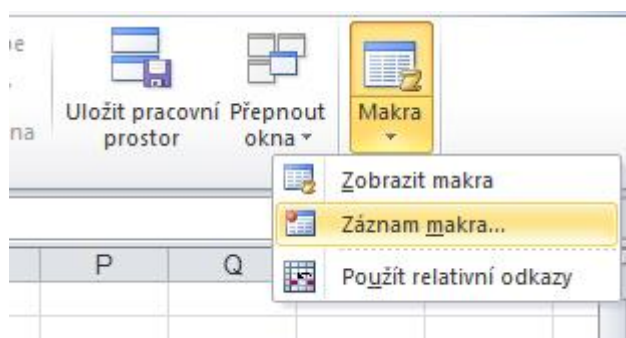 Uložit pracovní prostor
Přepnout okna
Makra
Zobrazit makra
Záznam makra...
Použít relativní odkazy
P Q